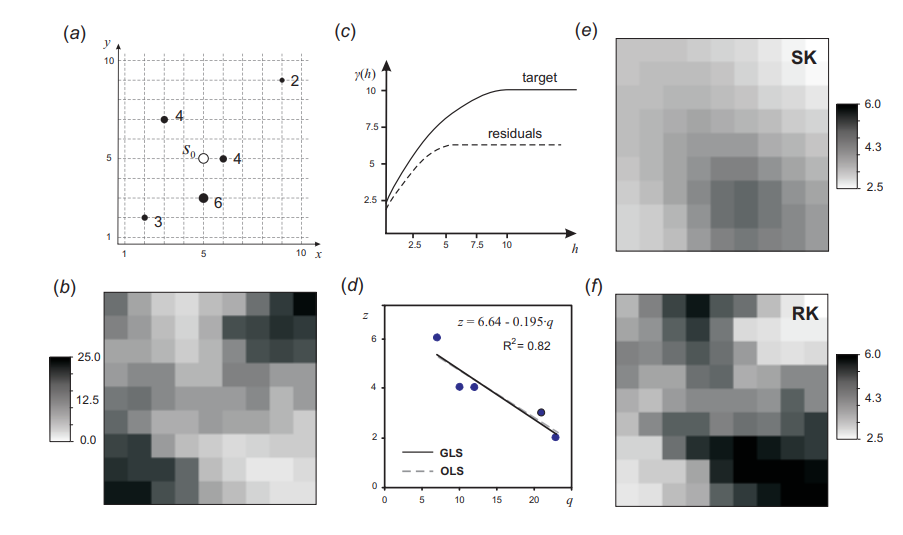 (a)
y
10
5
1
1
5
10
x
2
4
S0
4
6
3
(b)
25.0
12.5
0.0
(c)
γ(h)
10
7.5
5
2.5
2.5
5
7.5
10
h
target
residuals
(d)
z
6
4
2
0
0
5
10
15
20
q
z = 6.64 - 0.195·q
R²= 0.82
GLS
OLS
(e)
SK
6.0
4.3
2.5
(f)
RK
6.0
4.3
2.5